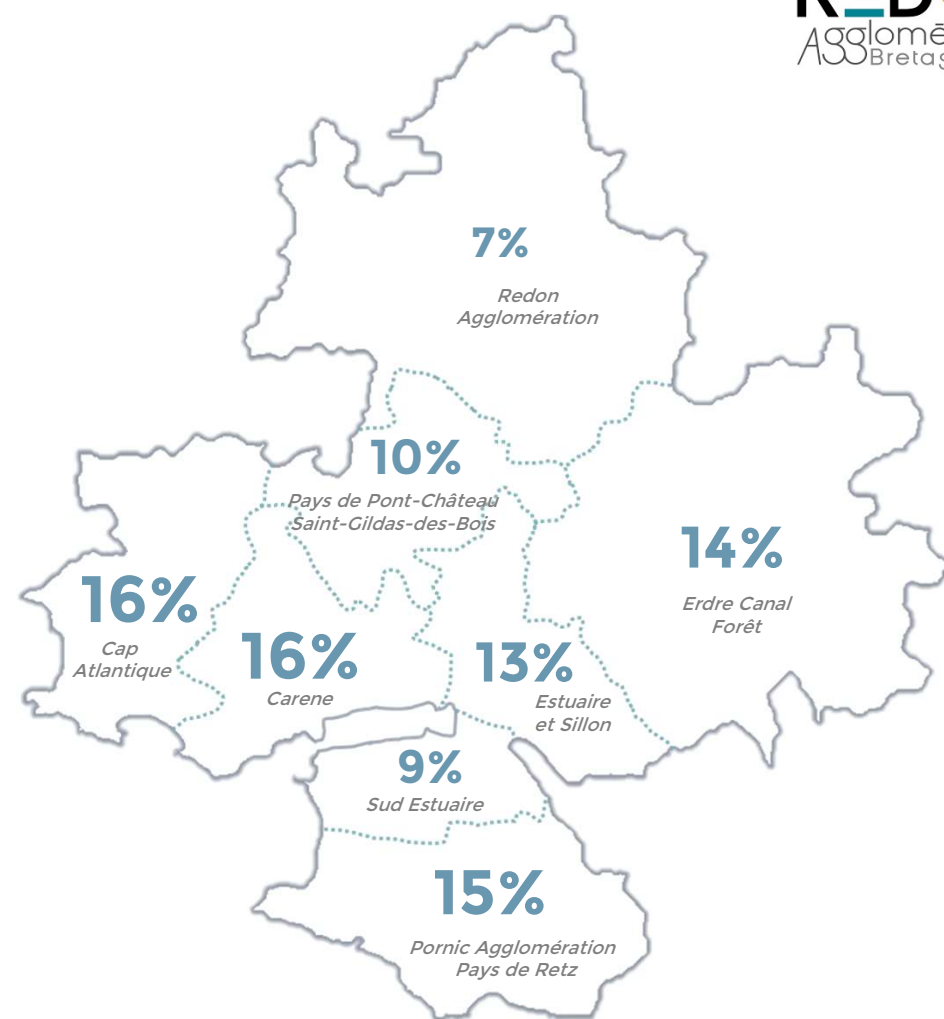 Bretag
7%
Redon
Agglomération
10%
Pays de Pont-Château
Saint-Gildas-des-Bois
14%
Erdre Canal
Forêt
16%
Cap
Atlantique
16%
Carene
13%
Estuaire
et Sillon
9%
Sud Estuaire
15%
Pornic Agglomération
Pays de Retz